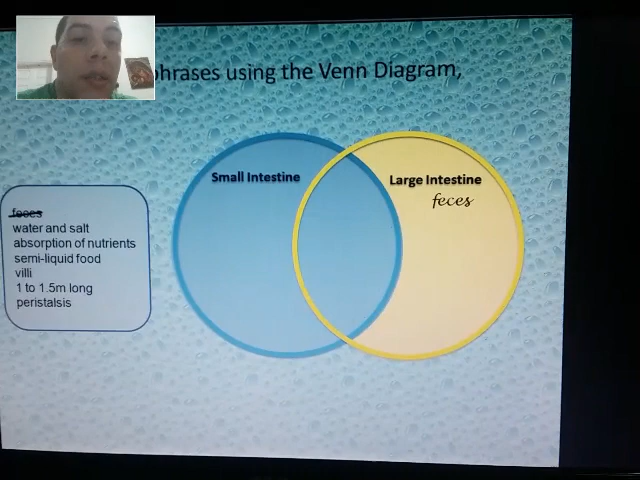 phrases using the Venn Diagram,
Small Intestine
Large Intestine
feces
feces
water and salt
absorption of nutrients
semi-liquid food
villi
1 to 1.5m long
peristalsis